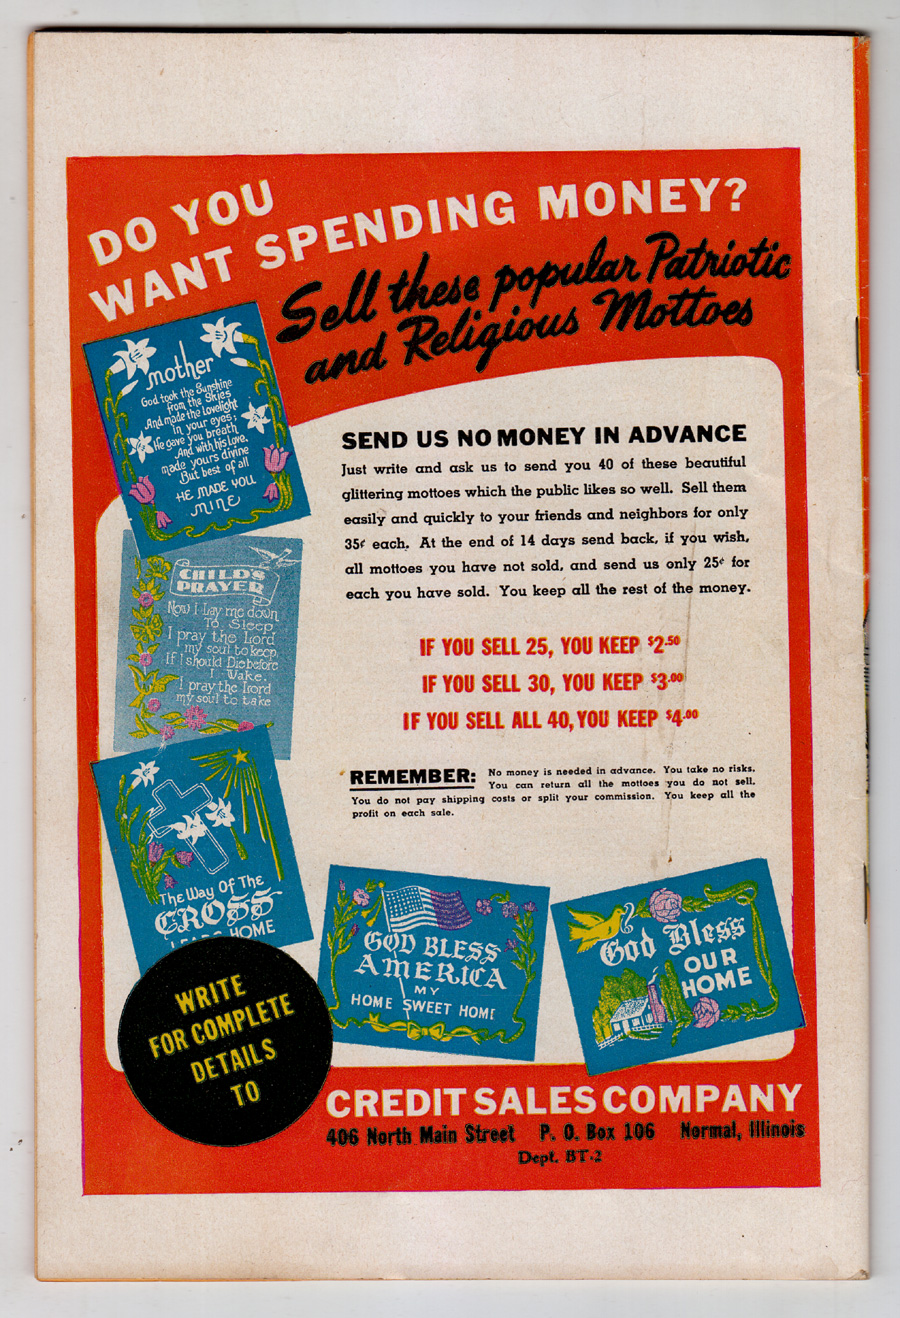 DO YOU
WANT SPENDING MONEY?
Sell these popular Patriotic
and Religious Mottoes
mother
God took the Sunshine
from the Skies
And made the Lovelight
in your eyes;
He gave you breath
And with his love,
made yours divine
But best of all
HE MADE YOU
MINE
CHILD'S
PRAYER
Now I Lay me down
To Sleep,
I pray the Lord
my soul to keep,
If I should Die before
I Wake.
I pray the Lord
my soul to take
The Way Of The
CROSS
LEADS HOME
SEND US NO MONEY IN ADVANCE
Just write and ask us to send you 40 of these beautiful
glittering mottoes which the public likes so well. Sell them
easily and quickly to your friends and neighbors for only
35¢ each. At the end of 14 days send back, if you wish,
all mottoes you have not sold, and send us only 25¢ for
each you have sold. You keep all the rest of the money.
IF YOU SELL 25, YOU KEEP $2.50
IF YOU SELL 30, YOU KEEP $3.00
IF YOU SELL ALL 40, YOU KEEP $4.00
REMEMBER: No money is needed in advance. You take no risks.
You can return all the mottoes you do not sell.
You do not pay shipping costs or split your commission. You keep all the
profit on each sale.
GOD BLESS
AMERICA
MY
HOME SWEET HOME
God Bless
OUR
HOME
WRITE
FOR COMPLETE
DETAILS
TO
CREDIT SALES COMPANY
406 North Main Street P. O. Box 106 Normal, Illinois
Dept. BT-2